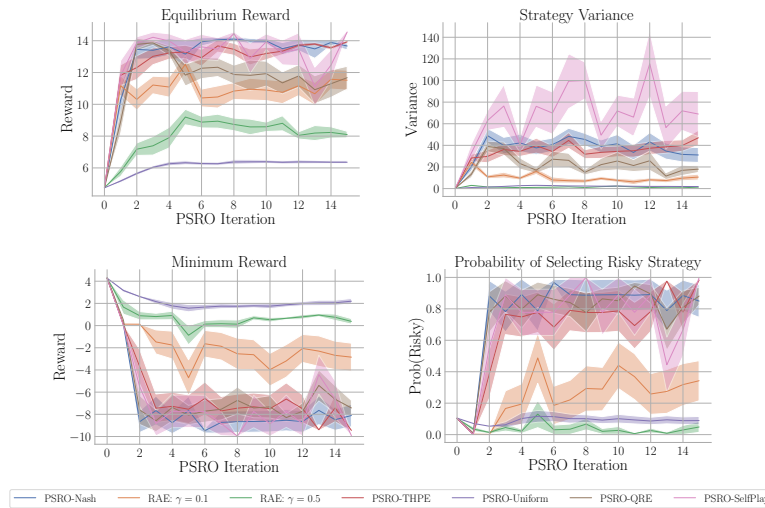 Equilibrium Reward
Strategy Variance
14
12
10
8
6
Reward
0 2 4 6 8 10 12 14
PSRO Iteration
140
120
100
80
60
40
20
0
Variance
0 2 4 6 8 10 12 14
PSRO Iteration
Minimum Reward
Probability of Selecting Risky Strategy
4
2
0
−2
−4
−6
−8
−10
Reward
0 2 4 6 8 10 12 14
PSRO Iteration
1.0
0.8
0.6
0.4
0.2
0.0
Prob(Risky)
0 2 4 6 8 10 12 14
PSRO Iteration
PSRO-Nash RAE: γ = 0.1 RAE: γ = 0.5 PSRO-THPE PSRO-Uniform PSRO-QRE PSRO-SelfPlay